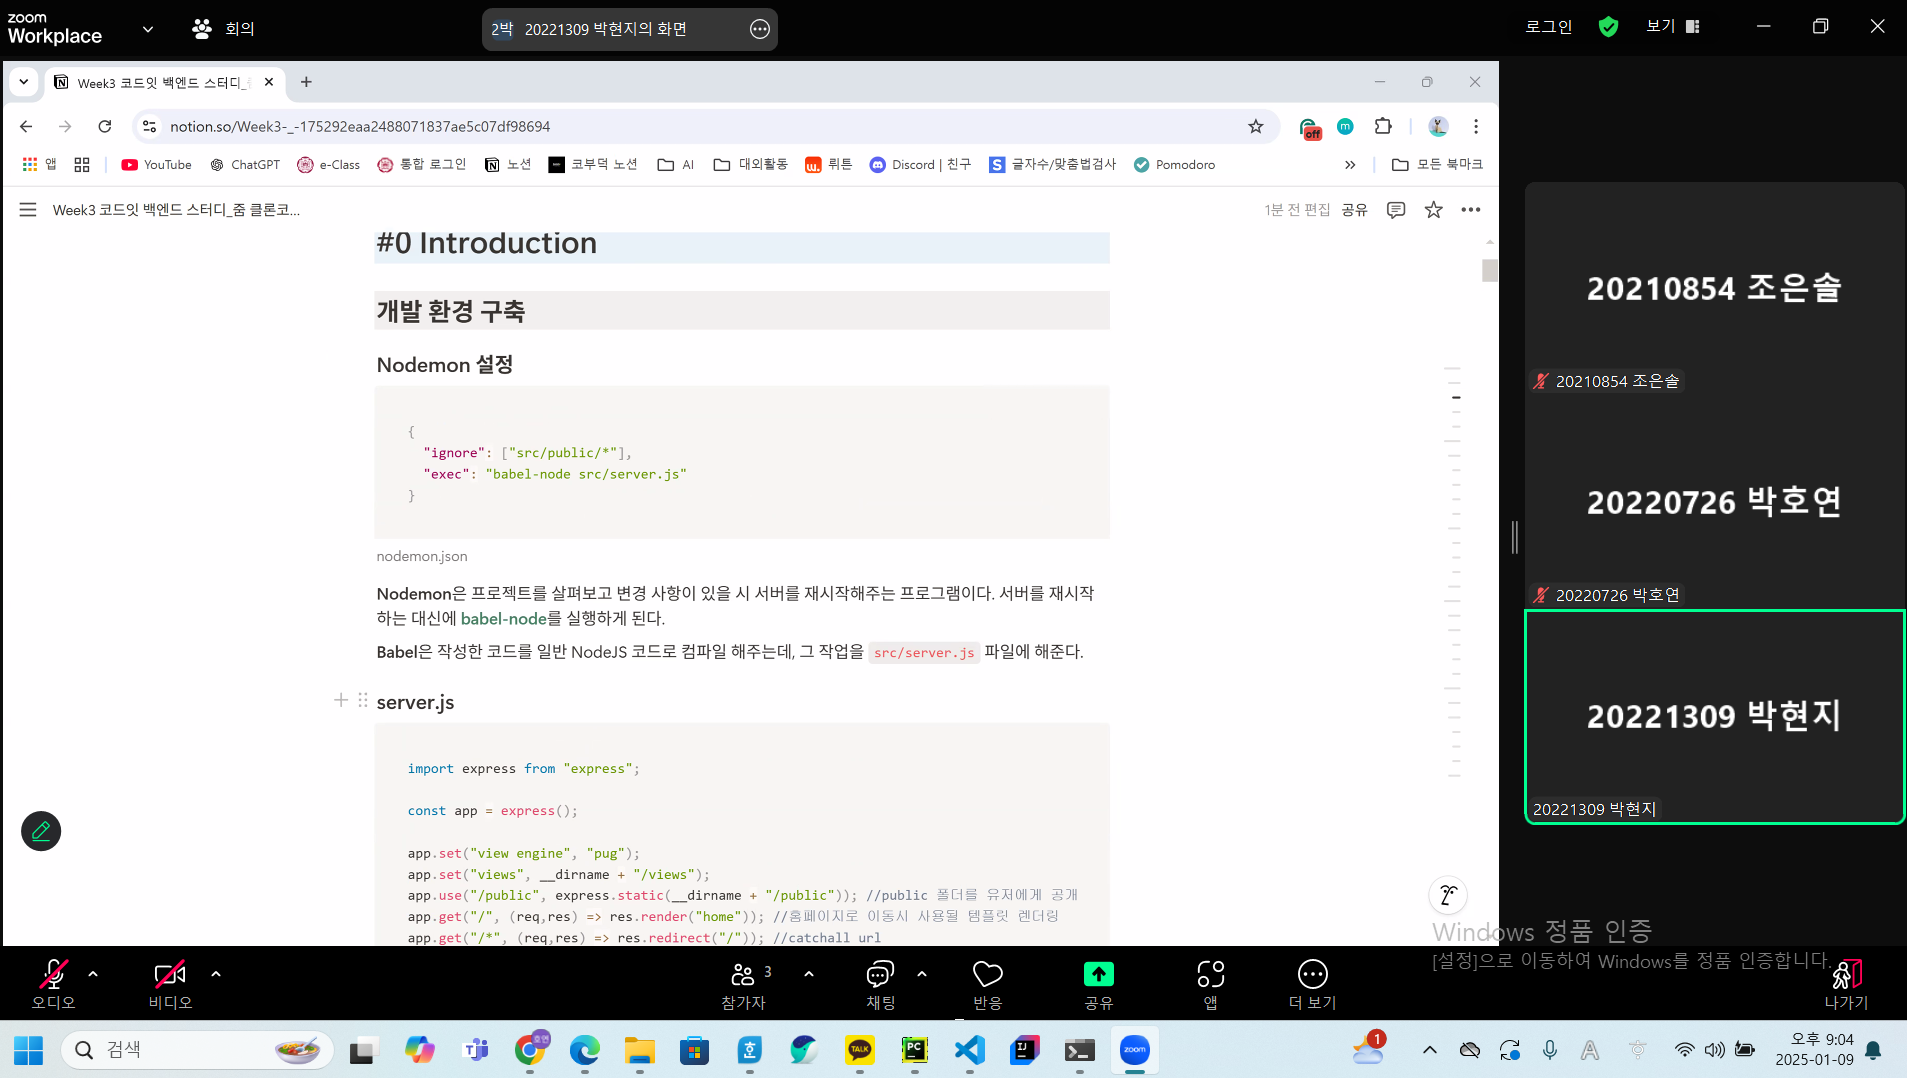 zoom
Workplace
회의
2박 20221309 박현지의 화면
로그인
보기
Week3 코드잇 백엔드 스터디_
notion.so/Week3-_-175292eaa2488071837ae5c07df98694
off
m
앱
YouTube
ChatGPT
e-Class
통합 로그인
노션
코부덕 노션
AI
대외활동
뤼튼
Discord | 친구
글자수/맞춤법검사
Pomodoro
모든 북마크
Week3 코드잇 백엔드 스터디_줌 클론코...
1분 전 편집
공유
#0 Introduction
개발 환경 구축
Nodemon 설정
{
"ignore": ["src/public/*"],
"exec": "babel-node src/server.js"
}
nodemon.json
Nodemon은 프로젝트를 살펴보고 변경 사항이 있을 시 서버를 재시작해주는 프로그램이다. 서버를 재시작
하는 대신에 babel-node를 실행하게 된다.
Babel은 작성한 코드를 일반 NodeJS 코드로 컴파일 해주는데, 그 작업을 src/server.js 파일에 해준다.
server.js
import express from "express";
const app = express();
app.set("view engine", "pug");
app.set("views", __dirname + "/views");
app.use("/public", express.static(__dirname + "/public")); //public 폴더를 유저에게 공개
app.get("/", (req,res) => res.render("home")); //홈페이지로 이동시 사용될 템플릿 렌더링
app.get("/*", (req,res) => res.redirect("/")); //catchall url
20210854 조은솔
20210854 조은솔
20220726 박호연
20220726 박호연
20221309 박현지
20221309 박현지
Windows 정품 인증
[설정]으로 이동하여 Windows를 정품 인증합니다.
오디오
비디오
참가자
3
채팅
반응
공유
앱
더 보기
나가기
검색
호연
TALK
PC
IJ
zoom
1
오후 9:04
2025-01-09